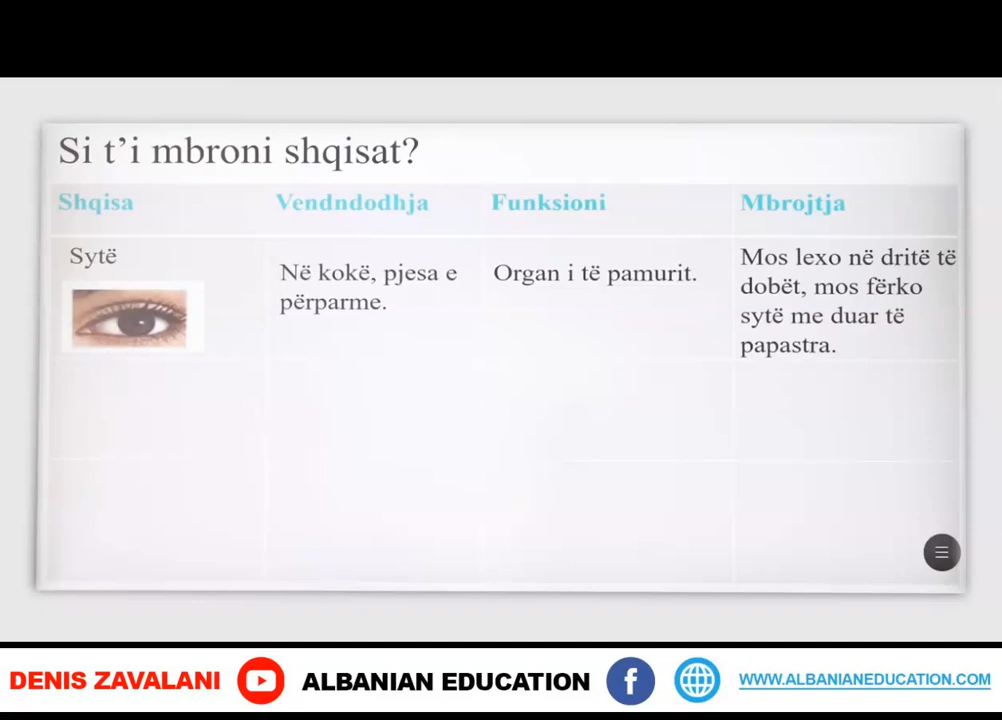 Si t’i mbroni shqisat?
Shqisa Vendndodhja Funksioni Mbrojtja
Sytë
Në kokë, pjesa e
përparme.
Organ i të pamurit.
Mos lexo në dritë të
dobët, mos fërko
sytë me duar të
papastra.
DENIS ZAVALANI ALBANIAN EDUCATION f WWW.ALBANIANEDUCATION.COM